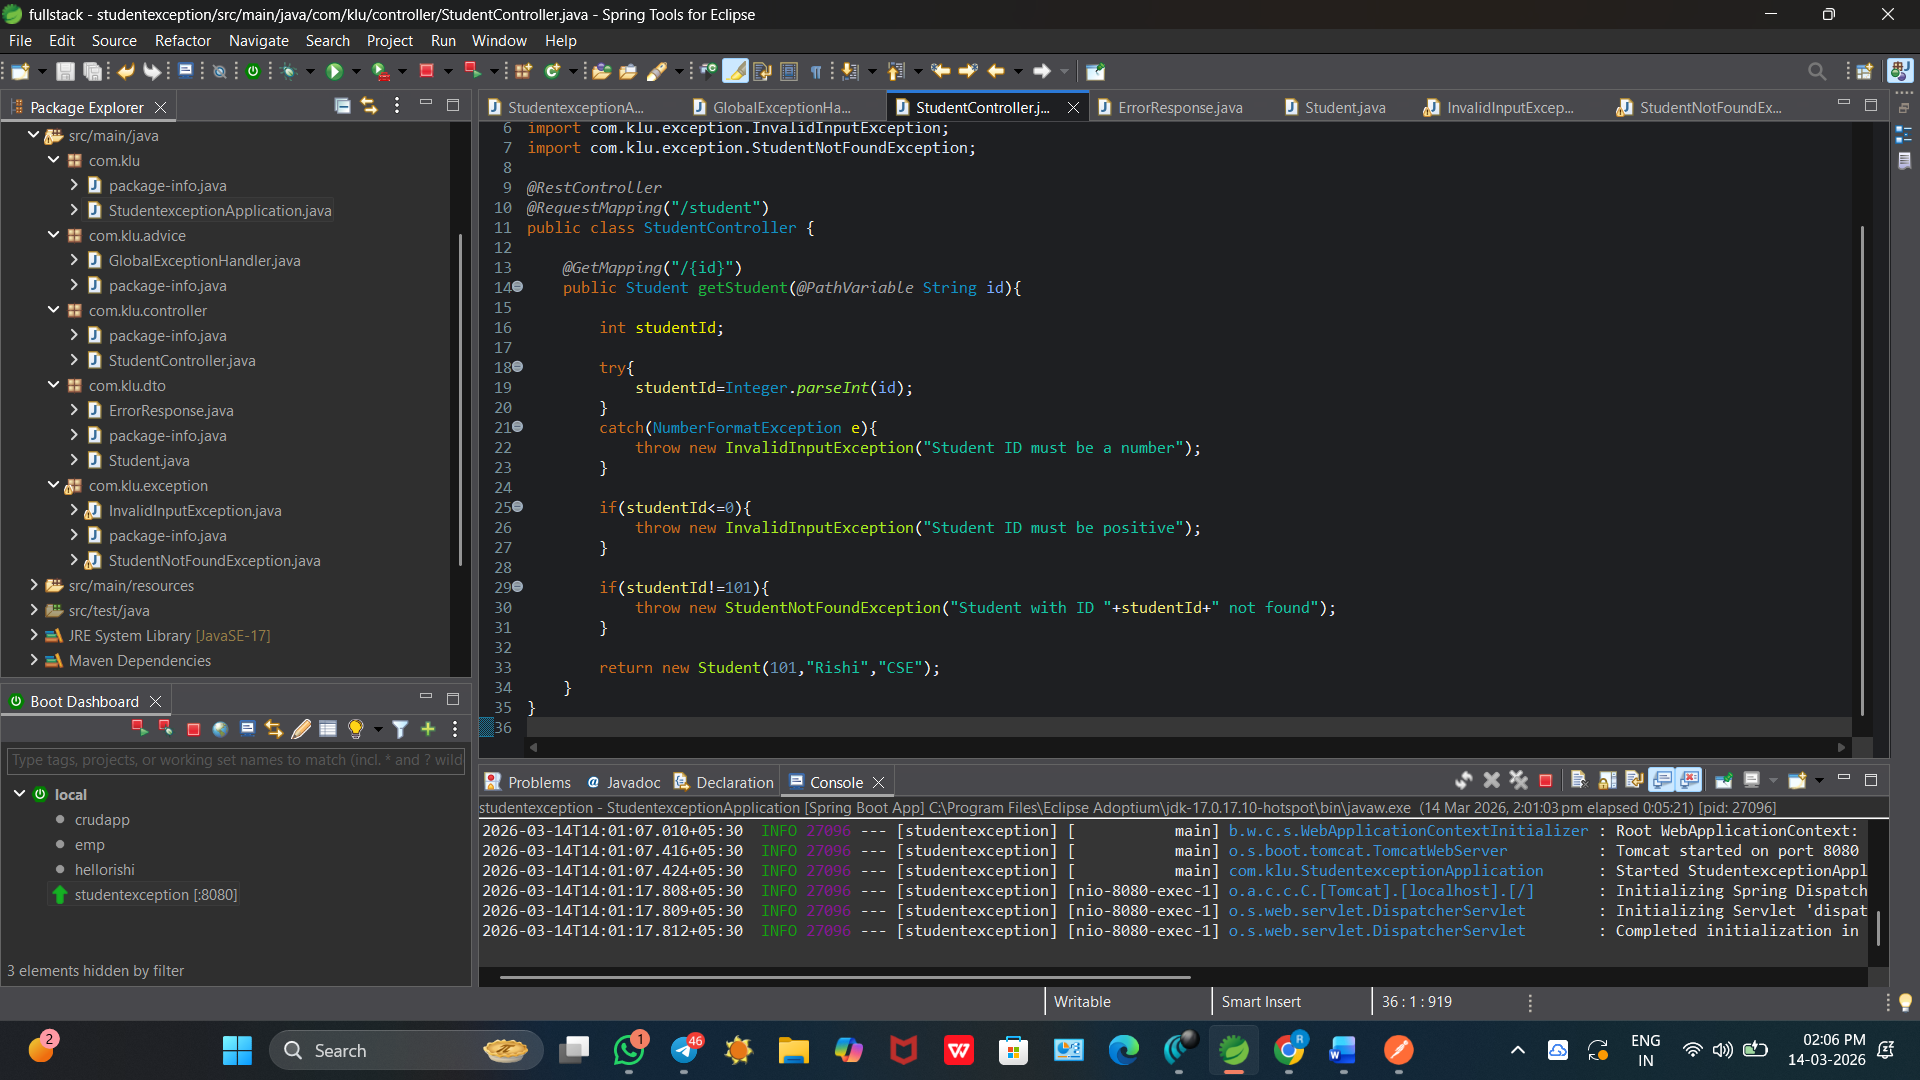 fullstack - studentexception/src/main/java/com/klu/controller/StudentController.java - Spring Tools for Eclipse
File Edit Source Refactor Navigate Search Project Run Window Help
Package Explorer
src/main/java
com.klu
package-info.java
StudentexceptionApplication.java
com.klu.advice
GlobalExceptionHandler.java
package-info.java
com.klu.controller
package-info.java
StudentController.java
com.klu.dto
ErrorResponse.java
package-info.java
Student.java
com.klu.exception
InvalidInputException.java
package-info.java
StudentNotFoundException.java
src/main/resources
src/test/java
JRE System Library [JavaSE-17]
Maven Dependencies
Boot Dashboard
Type tags, projects, or working set names to match (incl. * and ? wild
local
crudapp
emp
hellorishi
studentexception [:8080]
3 elements hidden by filter
StudentexceptionA... GlobalExceptionHa... StudentController.j... ErrorResponse.java Student.java InvalidInputExcep... StudentNotFoundEx...
6 import com.klu.exception.InvalidInputException;
7 import com.klu.exception.StudentNotFoundException;
8
9 @RestController
10 @RequestMapping("/student")
11 public class StudentController {
12
13 @GetMapping("/{id}")
14 public Student getStudent(@PathVariable String id){
15
16 int studentId;
17
18 try{
19 studentId=Integer.parseInt(id);
20 }
21 catch(NumberFormatException e){
22 throw new InvalidInputException("Student ID must be a number");
23 }
24
25 if(studentId<=0){
26 throw new InvalidInputException("Student ID must be positive");
27 }
28
29 if(studentId!=101){
30 throw new StudentNotFoundException("Student with ID "+studentId+" not found");
31 }
32
33 return new Student(101,"Rishi","CSE");
34 }
35 }
36
Problems Javadoc Declaration Console
studentexception - StudentexceptionApplication [Spring Boot App] C:\Program Files\Eclipse Adoptium\jdk-17.0.17.10-hotspot\bin\javaw.exe (14 Mar 2026, 2:01:03 pm elapsed 0:05:21) [pid: 27096]
2026-03-14T14:01:07.010+05:30 INFO 27096 --- [studentexception] [ main] b.w.c.s.WebApplicationContextInitializer : Root WebApplicationContext:
2026-03-14T14:01:07.416+05:30 INFO 27096 --- [studentexception] [ main] o.s.boot.tomcat.TomcatWebServer : Tomcat started on port 8080
2026-03-14T14:01:07.424+05:30 INFO 27096 --- [studentexception] [ main] com.klu.StudentexceptionApplication : Started StudentexceptionAppl
2026-03-14T14:01:17.808+05:30 INFO 27096 --- [studentexception] [nio-8080-exec-1] o.a.c.c.C.[Tomcat].[localhost].[/] : Initializing Spring Dispatch
2026-03-14T14:01:17.809+05:30 INFO 27096 --- [studentexception] [nio-8080-exec-1] o.s.web.servlet.DispatcherServlet : Initializing Servlet 'dispat
2026-03-14T14:01:17.812+05:30 INFO 27096 --- [studentexception] [nio-8080-exec-1] o.s.web.servlet.DispatcherServlet : Completed initialization in
Writable Smart Insert 36 : 1 : 919
2
Search
1
46
R
ENG
IN
02:06 PM
14-03-2026